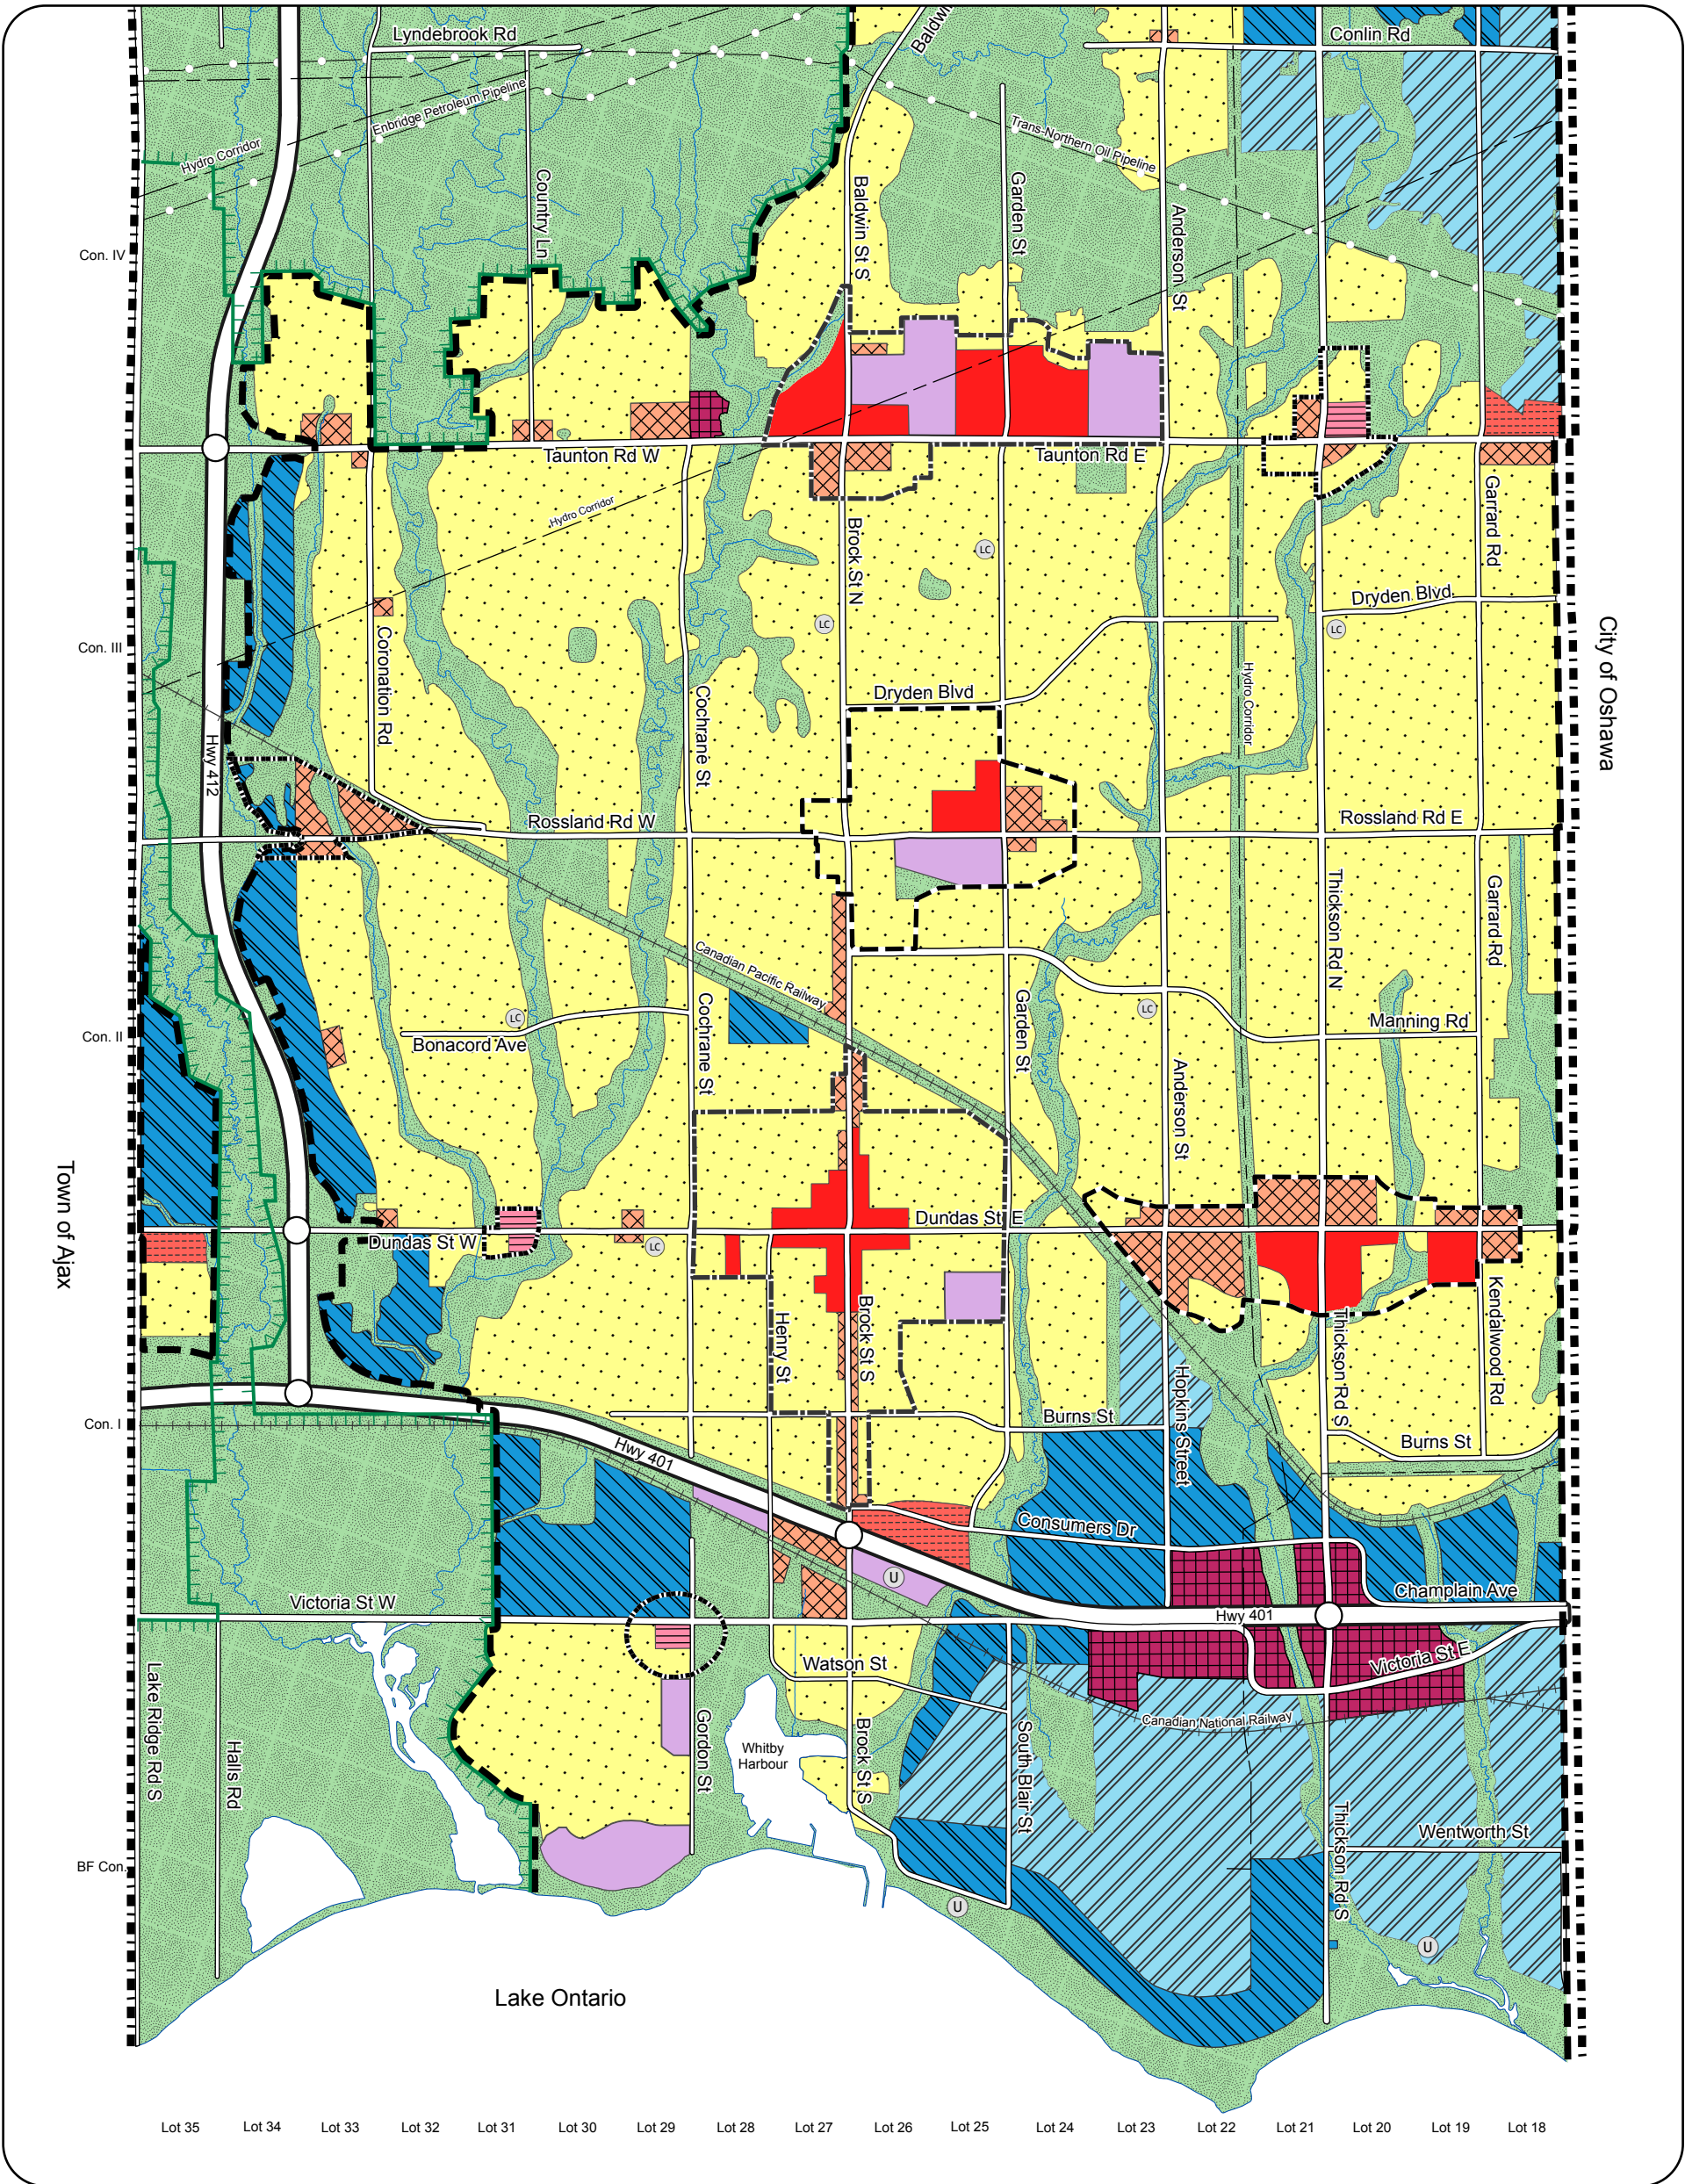 Lyndebrook Rd
Baldwi
Conlin Rd
Enbridge Petroleum Pipeline
Hydro Corridor
Trans-Northern Oil Pipeline
Country Ln
Baldwin St S
Garden St
Anderson St
Con. IV
Taunton Rd W
Taunton Rd E
Hydro Corridor
Brock St N
LC
Garrard Rd
Dryden Blvd
LC
LC
Con. III
City of Oshawa
Coronation Rd
Hydro Corridor
Cochrane St
Dryden Blvd
Hwy 412
Rossland Rd W
Rossland Rd E
Thickson Rd N
Garrard Rd
Canadian Pacific Railway
Cochrane St
Garden St
LC
LC
Manning Rd
Con. II
Bonacord Ave
Anderson St
Town of Ajax
Dundas St E
Dundas St W
LC
Henry St
Brock St S
Thickson Rd S
Kendalwood Rd
Hopkins Street
Con. I
Burns St
Burns St
Hwy 401
Consumers Dr
U
Champlain Ave
Victoria St W
Hwy 401
Victoria St E
Watson St
Lake Ridge Rd S
Halls Rd
Gordon St
Whitby
Harbour
Brock St S
South Blair St
Canadian National Railway
Thickson Rd S
Wentworth St
BF Con.
U
U
Lake Ontario
Lot 35
Lot 34
Lot 33
Lot 32
Lot 31
Lot 30
Lot 29
Lot 28
Lot 27
Lot 26
Lot 25
Lot 24
Lot 23
Lot 22
Lot 21
Lot 20
Lot 19
Lot 18